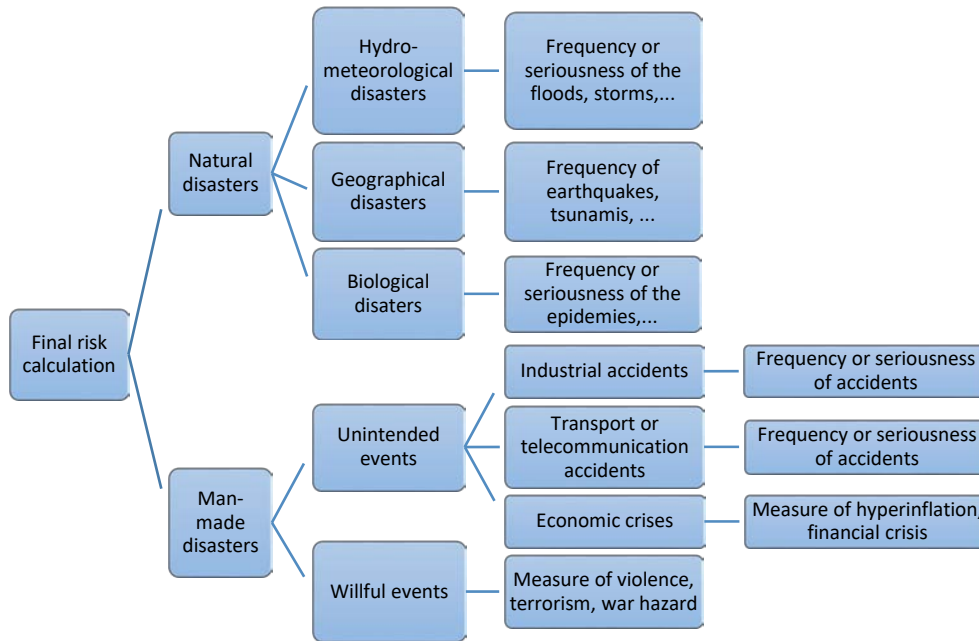 Final risk
calculation
Natural
disasters
Hydro-
meteorological
disasters
Frequency or
seriousness of the
floods, storms,...
Geographical
disasters
Frequency of
earthquakes,
tsunamis, ...
Biological
disaters
Frequency or
seriousness of the
epidemies,...
Man-
made
disasters
Unintended
events
Industrial accidents
Frequency or seriousness
of accidents
Transport or
telecommunication
accidents
Frequency or seriousness
of accidents
Economic crises
Measure of hyperinflation,
financial crisis
Willful events
Measure of violence,
terrorism, war hazard